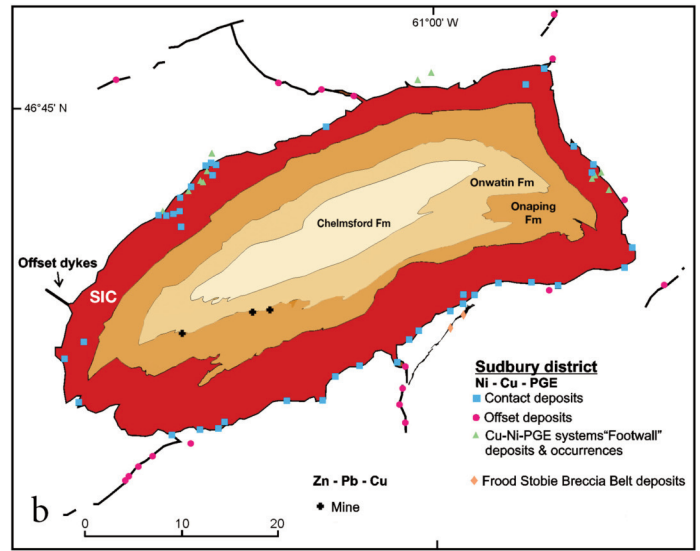 61°00' W
46°45' N
Onwatin Fm
Onaping
Fm
Chelmsford Fm
Offset dykes
SIC
Sudbury district
Ni - Cu - PGE
Contact deposits
Offset deposits
Cu-Ni-PGE systems“Footwall”
deposits & occurrences
Frood Stobie Breccia Belt deposits
Zn - Pb - Cu
Mine
b
0 10 20